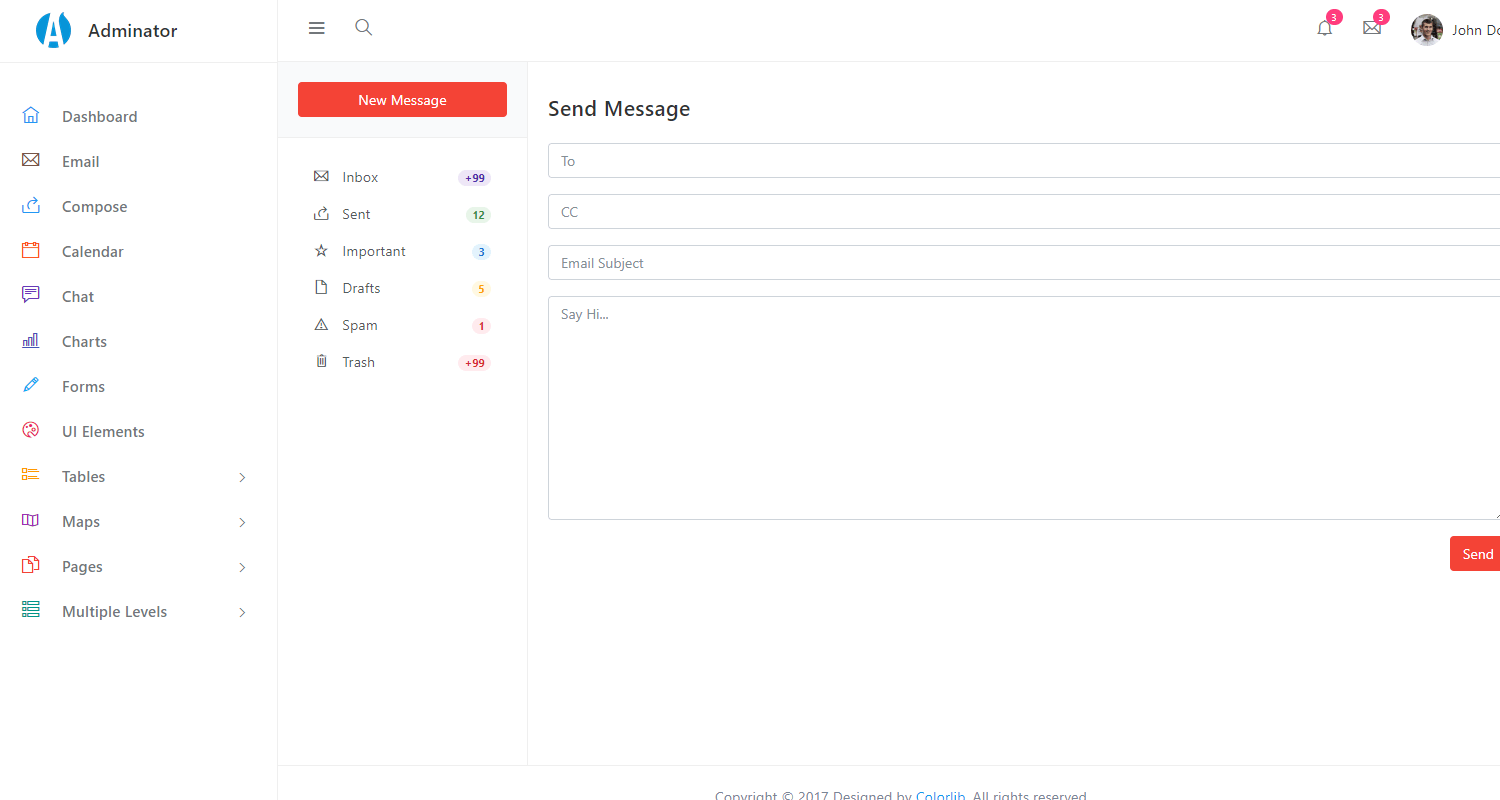 Adminator
3
3
John Do
Dashboard
Email
Compose
Calendar
Chat
Charts
Forms
UI Elements
Tables
Maps
Pages
Multiple Levels
New Message
Inbox +99
Sent 12
Important 3
Drafts 5
Spam 1
Trash +99
Send Message
To
CC
Email Subject
Say Hi...
Send
Copyright © 2017 Designed by Colorlib. All rights reserved.